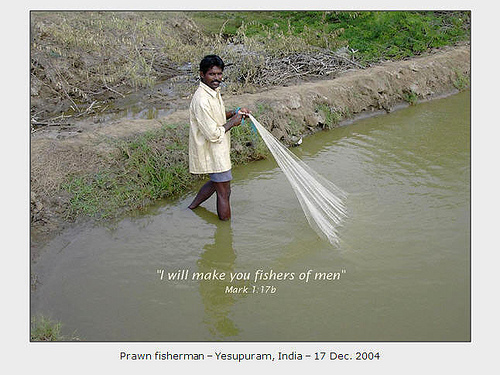 "I will make you fishers of men"
Mark 1:17b
Prawn fisherman – Yesupuram, India – 17 Dec. 2004